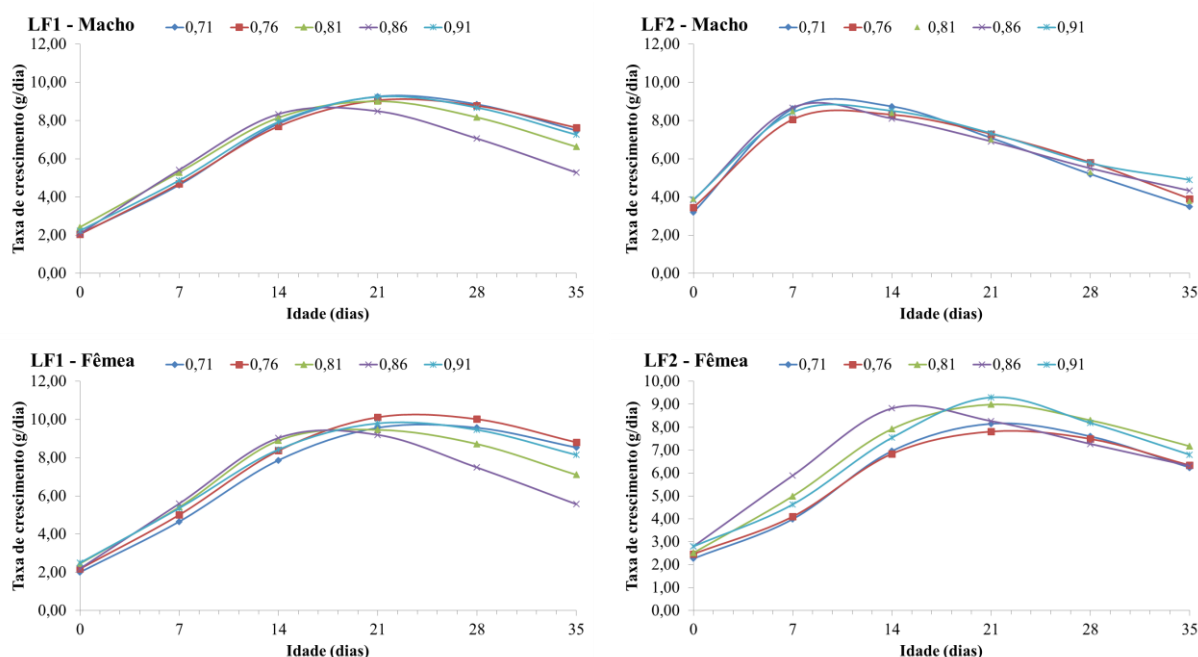 LF1 - Macho
0,71 0,76 0,81 0,86 0,91
12,00
10,00
8,00
6,00
4,00
2,00
0,00
Taxa de crescimento (g/dia)
0 7 14 21 28 35
Idade (dias)
LF2 - Macho
0,71 0,76 0,81 0,86 0,91
12,00
10,00
8,00
6,00
4,00
2,00
0,00
Taxa de crescimento (g/dia)
0 7 14 21 28 35
Idade (dias)
LF1 - Fêmea
0,71 0,76 0,81 0,86 0,91
12,00
10,00
8,00
6,00
4,00
2,00
0,00
Taxa de crescimento (g/dia)
0 7 14 21 28 35
Idade (dias)
LF2 - Fêmea
0,71 0,76 0,81 0,86 0,91
10,00
9,00
8,00
7,00
6,00
5,00
4,00
3,00
2,00
1,00
0,00
Taxa de crescimento (g/dia)
0 7 14 21 28 35
Idade (dias)